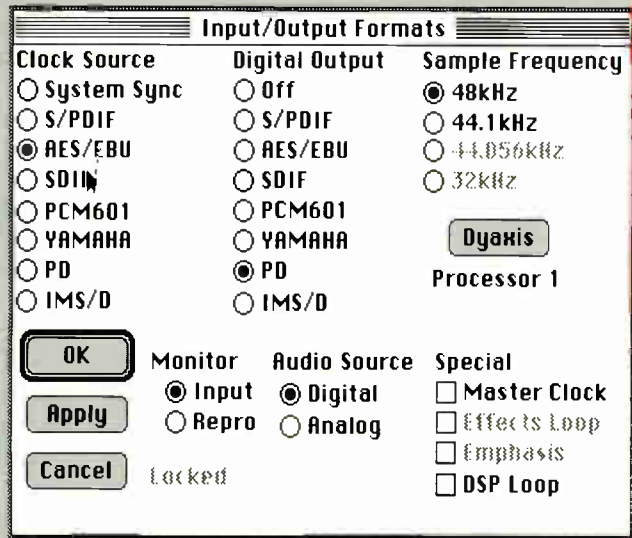 Input/Output Formats
Clock Source
System Sync
S/PDIF
AES/EBU
SDIF
PCM601
YAMAHA
PD
IMS/D
Digital Output
Off
S/PDIF
AES/EBU
SDIF
PCM601
YAMAHA
PD
IMS/D
Sample Frequency
48kHz
44.1kHz
44.056kHz
32kHz
Dyaxis
Processor 1
OK
Apply
Cancel
Monitor
Input
Repro
Audio Source
Digital
Analog
Locked
Special
Master Clock
Effects Loop
Emphasis
DSP Loop